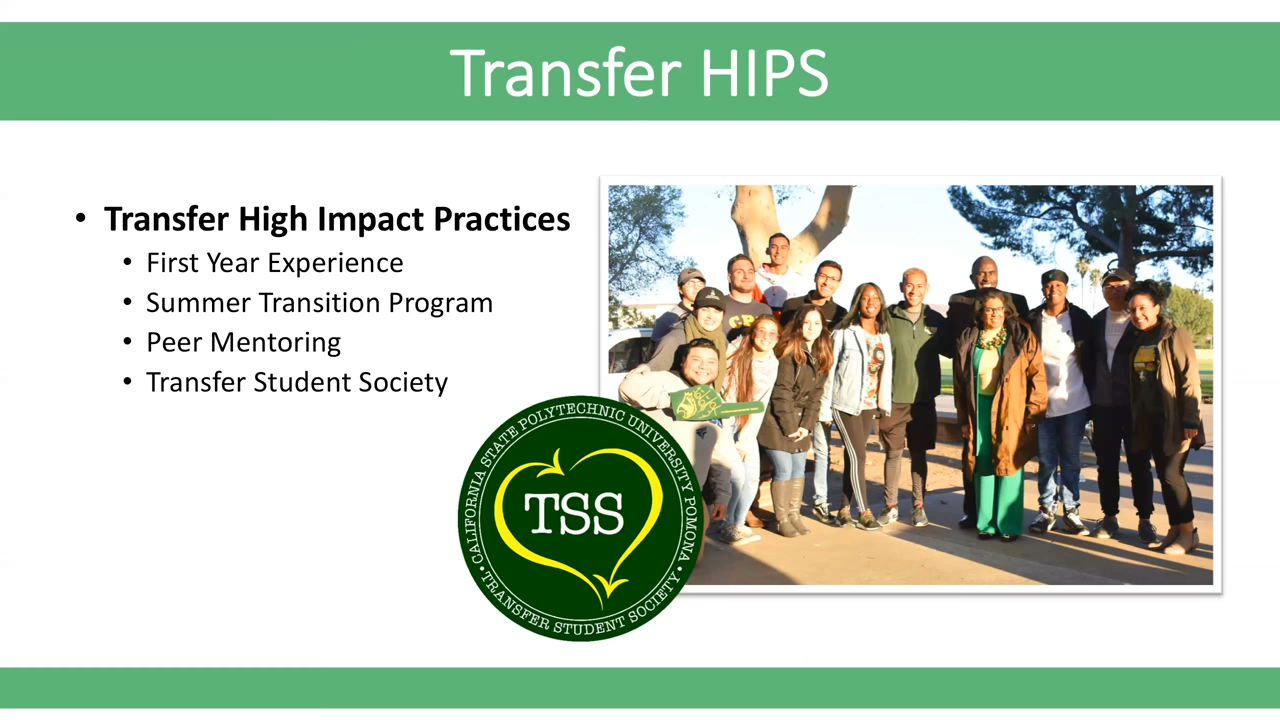 Transfer HIPS
• Transfer High Impact Practices
• First Year Experience
• Summer Transition Program
• Peer Mentoring
• Transfer Student Society
CALIFORNIA STATE POLYTECHNIC UNIVERSITY POMONA
TSS
• TRANSFER STUDENT SOCIETY •